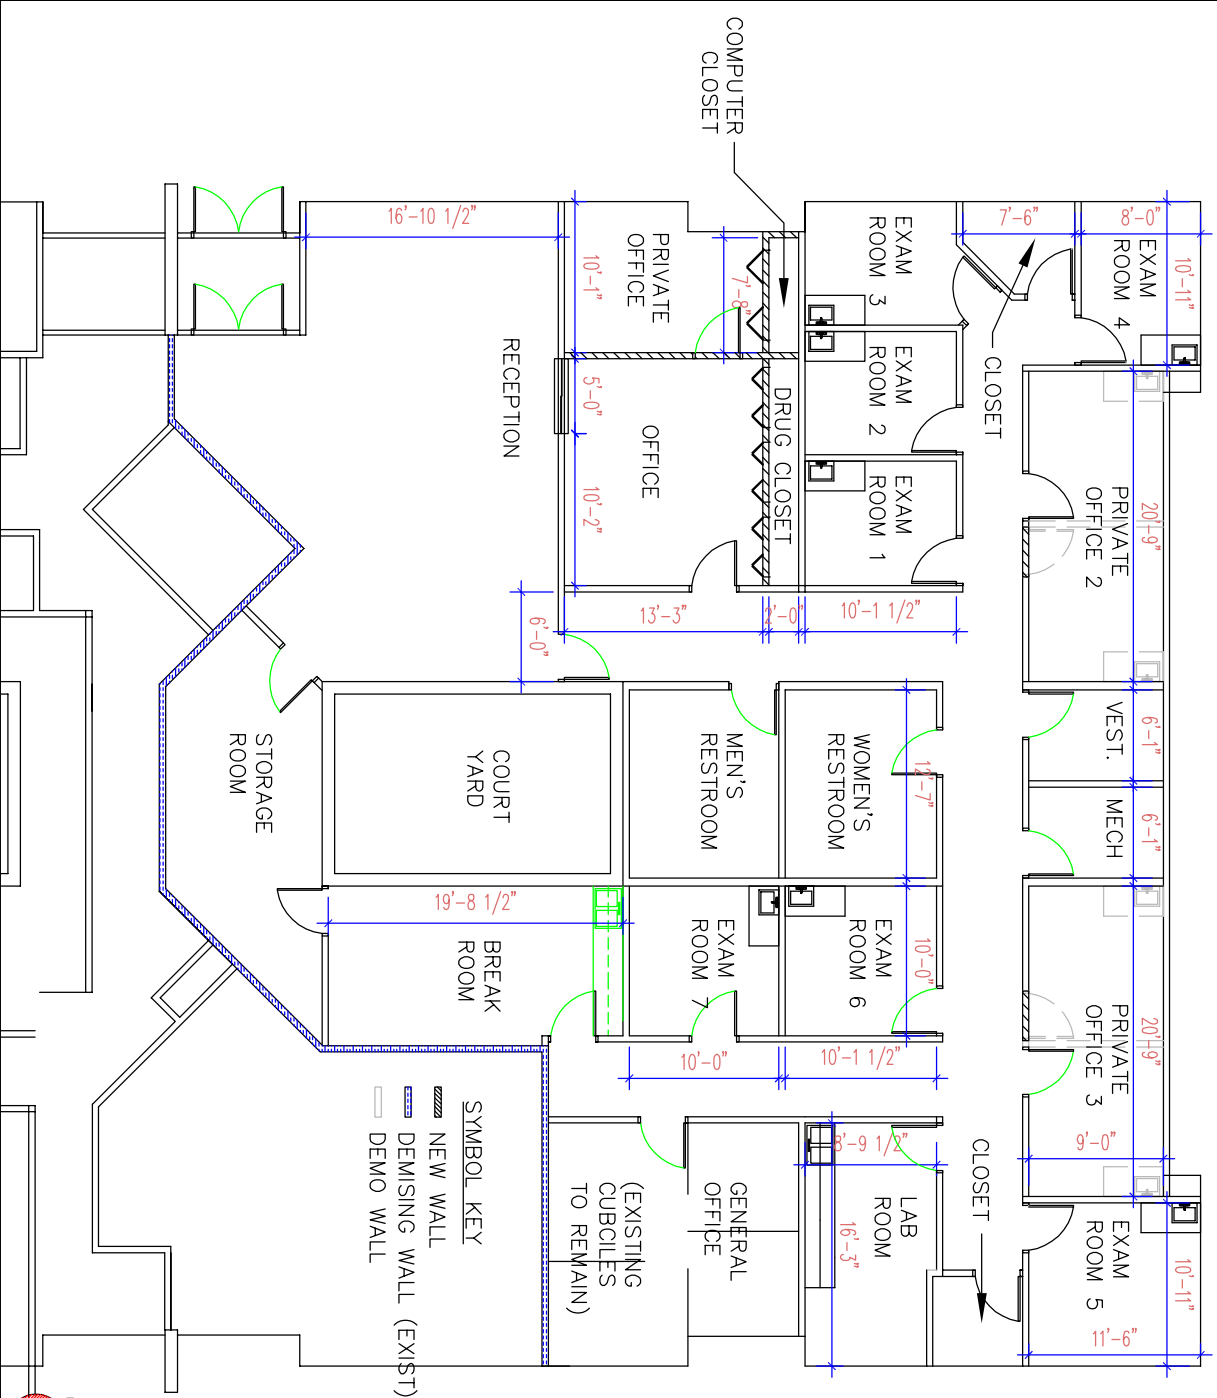 COMPUTER
CLOSET
16'-10 1/2"
PRIVATE
OFFICE
10'-1"
7'-8"
EXAM
ROOM 3
7'-6"
8'-0"
EXAM
ROOM 4
10'-11"
RECEPTION
5'-0"
OFFICE
10'-2"
DRUG CLOSET
EXAM
ROOM 2
EXAM
ROOM 1
CLOSET
PRIVATE
OFFICE 2
20'-9"
6'-0"
13'-3"
2'-0"
10'-1 1/2"
STORAGE
ROOM
COURT
YARD
MEN'S
RESTROOM
WOMEN'S
RESTROOM
12'-7"
VEST.
6'-1"
MECH
6'-1"
19'-8 1/2"
BREAK
ROOM
EXAM
ROOM 7
EXAM
ROOM 6
10'-0"
PRIVATE
OFFICE 3
20'-9"
10'-0"
10'-1 1/2"
8'-9 1/2"
9'-0"
SYMBOL KEY
NEW WALL
DEMISING WALL (EXIST)
DEMO WALL
GENERAL
OFFICE
(EXISTING
CUBCILES
TO REMAIN)
LAB
ROOM
16'-3"
CLOSET
EXAM
ROOM 5
10'-11"
11'-6"